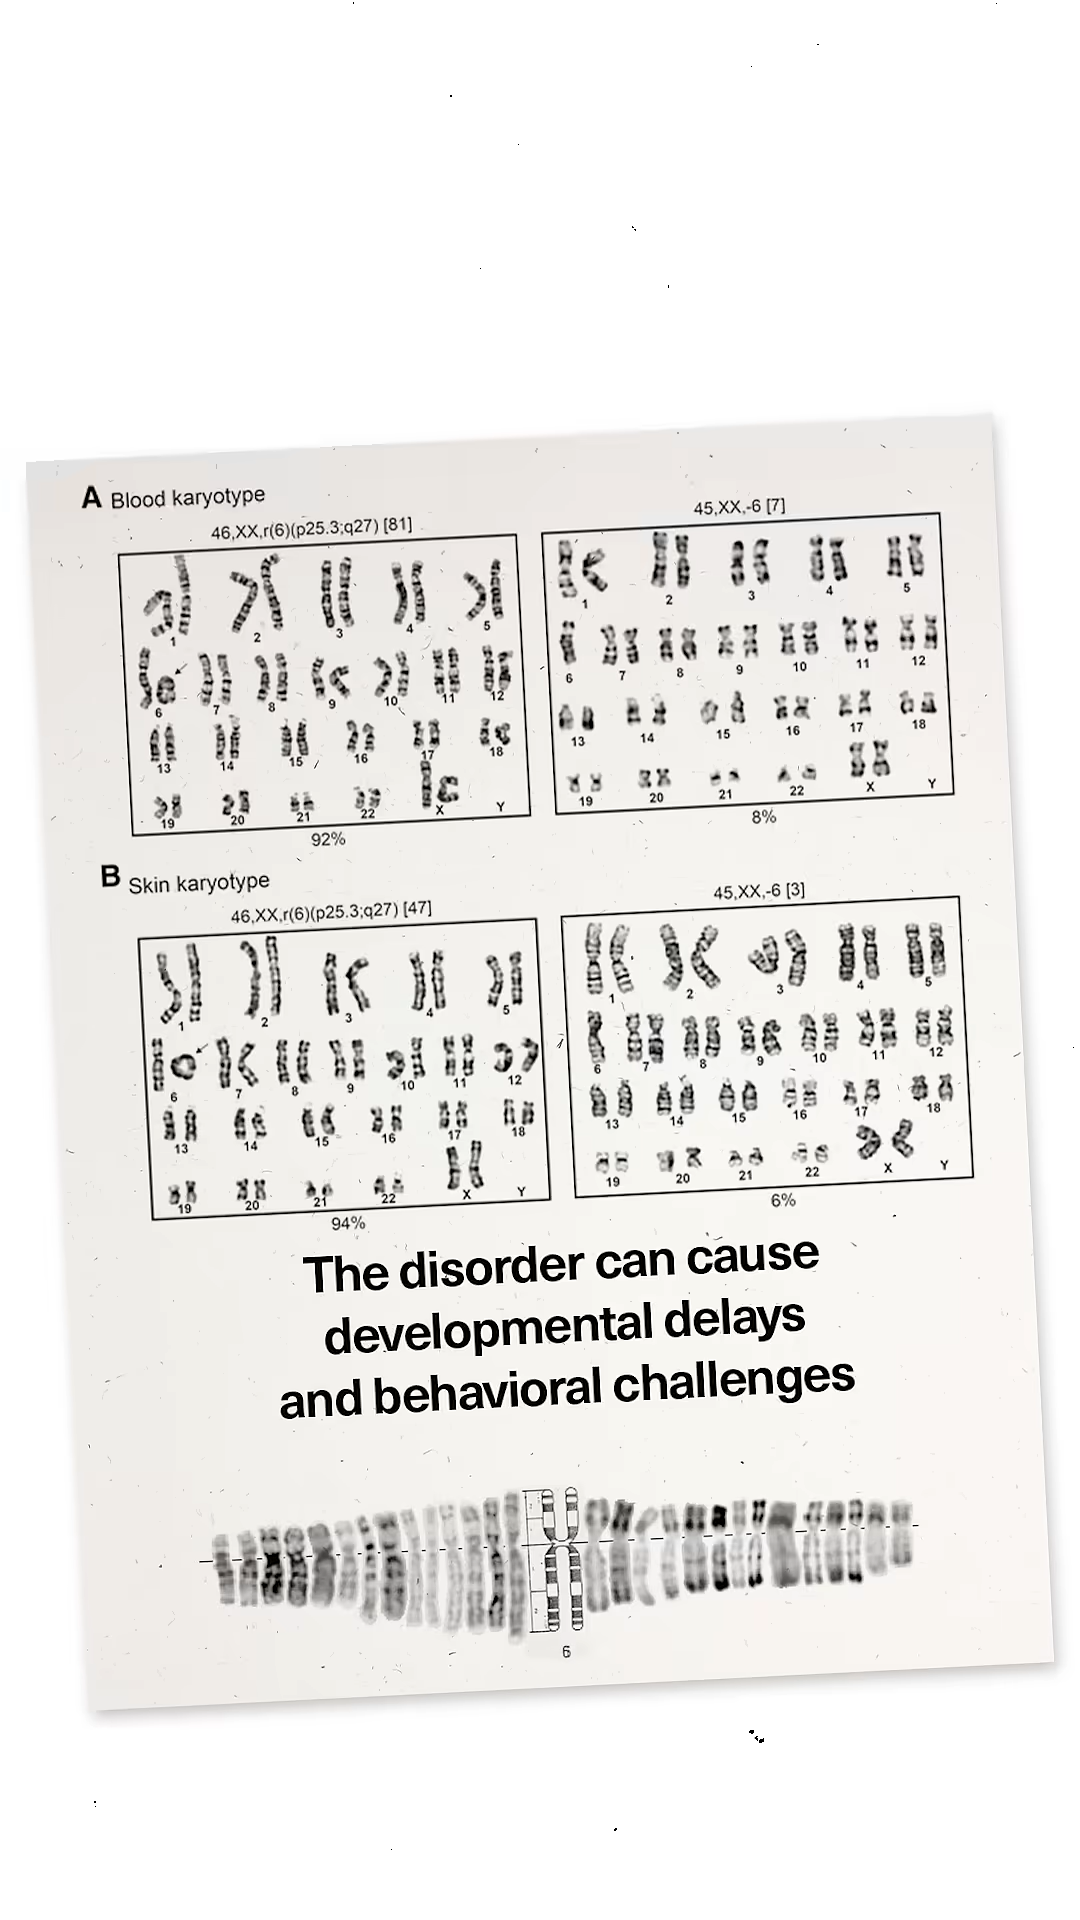 A Blood karyotype
46,XX,r(6)(p25.3;q27) [81]
1 2 3 4 5
6 7 8 9 10 11 12
13 14 15 16 17 18
19 20 21 22 X Y
92%
45,XX,-6 [7]
1 2 3 4 5
6 7 8 9 10 11 12
13 14 15 16 17 18
19 20 21 22 X Y
8%
B Skin karyotype
46,XX,r(6)(p25.3;q27) [47]
1 2 3 4 5
6 7 8 9 10 11 12
13 14 15 16 17 18
19 20 21 22 X Y
94%
45,XX,-6 [3]
1 2 3 4 5
6 7 8 9 10 11 12
13 14 15 16 17 18
19 20 21 22 X Y
6%
The disorder can cause
developmental delays
and behavioral challenges
6